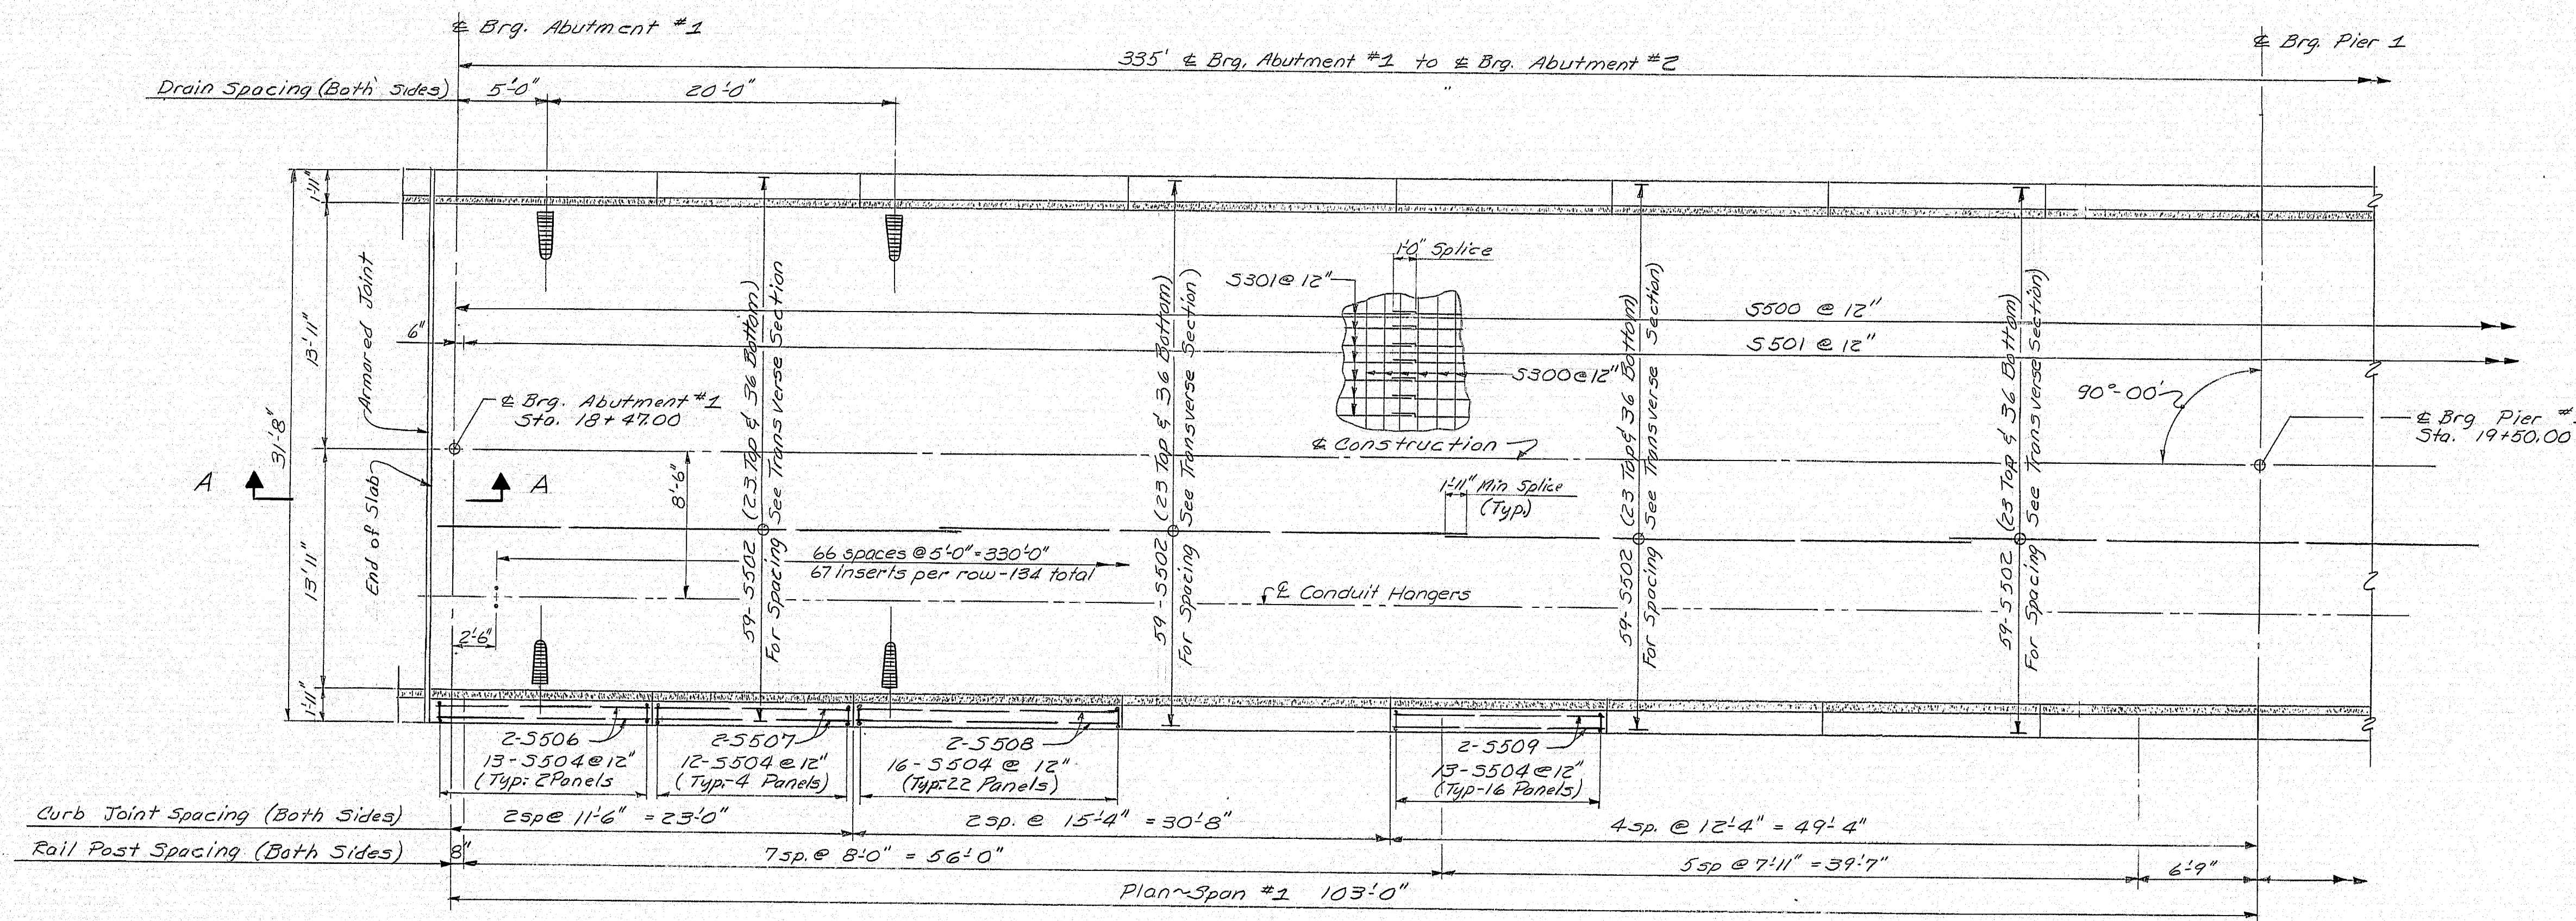 ℄ Brg. Abutment #1
℄ Brg. Pier 1
335' ℄ Brg. Abutment #1 to ℄ Brg. Abutment #2
Drain Spacing (Both Sides)
5'-0"
20'-0"
"
1'-11"
13'-11"
31'-8"
13'11"
1'-11"
Armored Joint
End of Slab
6"
℄ Brg. Abutment #1
Sta. 18+47.00
A
A
8'-6"
2'-6"
59-S502 (23 Top & 36 Bottom)
For Spacing See Transverse Section
59-S502 (23 Top & 36 Bottom)
For Spacing See Transverse Section)
59-S502 (23 Top & 36 Bottom)
For Spacing See Transverse Section)
59-S502 (23 Top & 36 Bottom)
For Spacing See Transverse Section)
1'-0" Splice
S301@12"
S300@12"
S500 @ 12"
S501 @ 12"
90°-00'
℄ Construction
1'-11" Min Splice
(Typ.)
℄ Brg Pier #
Sta. 19+50.00
66 spaces @ 5'-0" = 330'-0"
67 inserts per row-134 total
℄ Conduit Hangers
2-S506
13-S504@12"
(Typ: 2 Panels
2-S507
12-S504@12"
(Typ-4 Panels)
2-S508
16-S504 @ 12"
(Typ.-22 Panels)
2-S509
13-S504@12"
(Typ-16 Panels)
Curb Joint Spacing (Both Sides)
2sp@ 11'-6" = 23'-0"
2sp. @ 15'-4" = 30'-8"
4sp. @ 12'-4" = 49'-4"
Rail Post Spacing (Both Sides)
8"
7sp.@ 8'-0" = 56'-0"
5sp @ 7'-11" = 39'-7"
6'-9"
Plan~Span #1 103'-0"